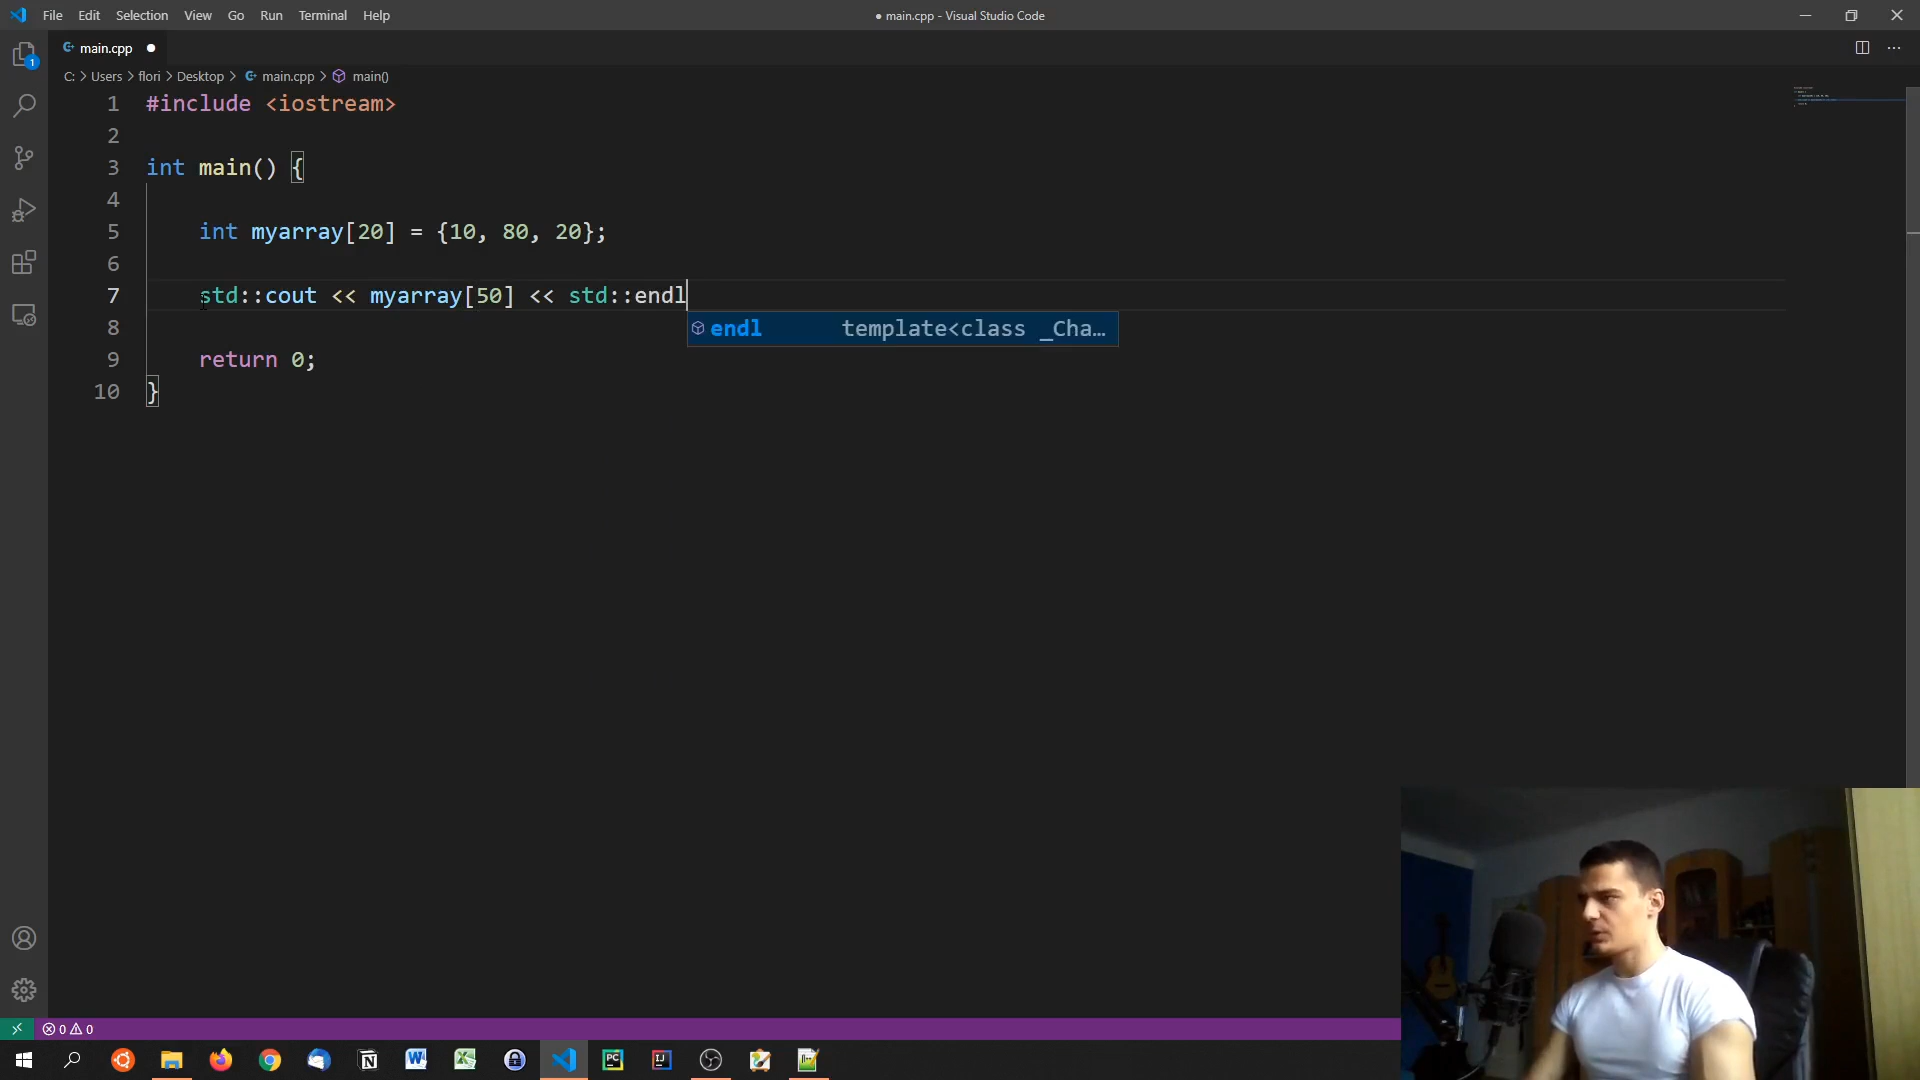 File Edit Selection View Go Run Terminal Help
● main.cpp - Visual Studio Code
main.cpp
C: > Users > flori > Desktop > main.cpp > main()
1 #include <iostream>
2
3 int main() {
4
5 int myarray[20] = {10, 80, 20};
6
7 std::cout << myarray[50] << std::endl
endl template<class _Cha…
8
9 return 0;
10 }
1
0 0